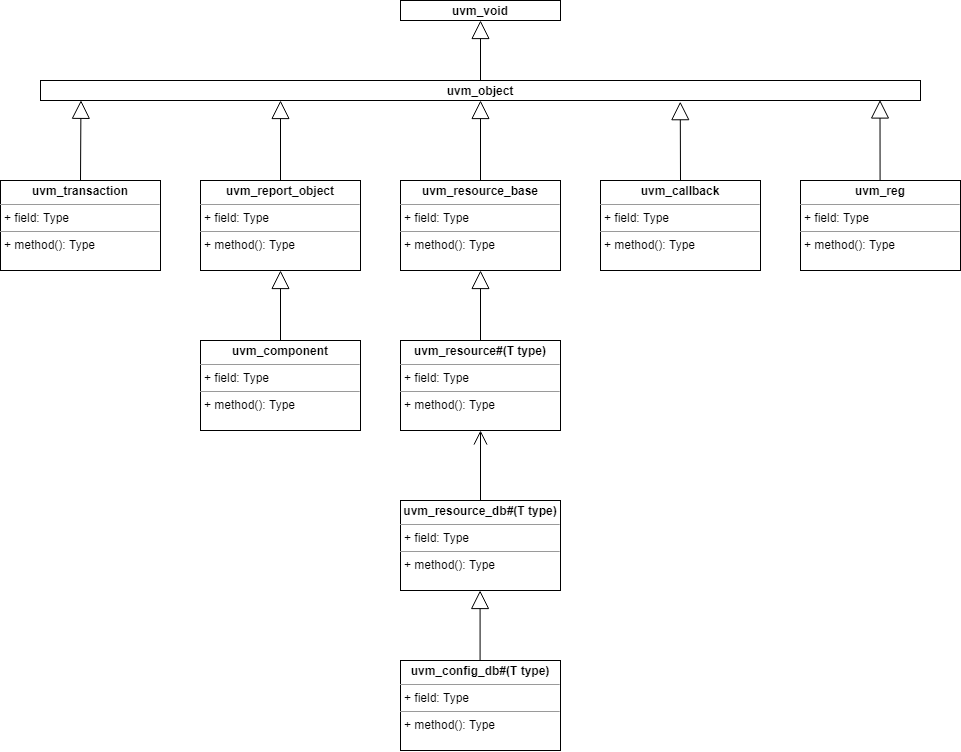 uvm_void
uvm_object
uvm_transaction
+ field: Type
+ method(): Type
uvm_report_object
+ field: Type
+ method(): Type
uvm_resource_base
+ field: Type
+ method(): Type
uvm_callback
+ field: Type
+ method(): Type
uvm_reg
+ field: Type
+ method(): Type
uvm_component
+ field: Type
+ method(): Type
uvm_resource#(T type)
+ field: Type
+ method(): Type
uvm_resource_db#(T type)
+ field: Type
+ method(): Type
uvm_config_db#(T type)
+ field: Type
+ method(): Type